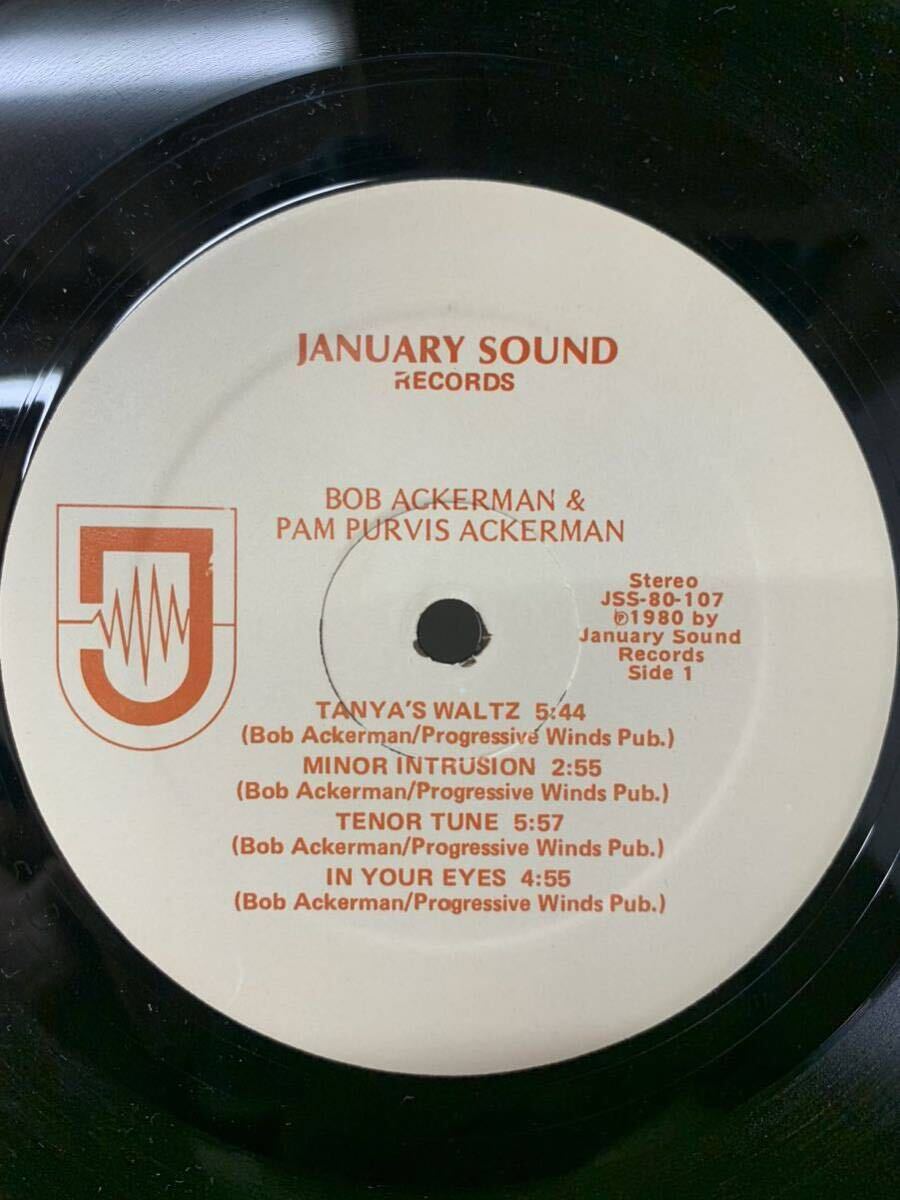 JANUARY SOUND
RECORDS
BOB ACKERMAN &
PAM PURVIS ACKERMAN
Stereo
JSS-80-107
℗1980 by
January Sound
Records
Side 1
TANYA'S WALTZ 5:44
(Bob Ackerman/Progressive Winds Pub.)
MINOR INTRUSION 2:55
(Bob Ackerman/Progressive Winds Pub.)
TENOR TUNE 5:57
(Bob Ackerman/Progressive Winds Pub.)
IN YOUR EYES 4:55
(Bob Ackerman/Progressive Winds Pub.)